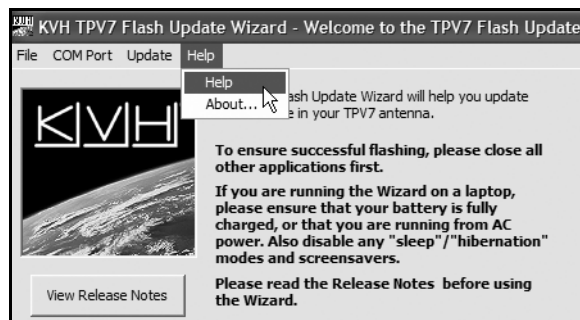 KVH TPV7 Flash Update Wizard - Welcome to the TPV7 Flash Update
File COM Port Update Help
Help
About...
ash Update Wizard will help you update
e in your TPV7 antenna.
KVH
To ensure successful flashing, please close all
other applications first.
If you are running the Wizard on a laptop,
please ensure that your battery is fully
charged, or that you are running from AC
power. Also disable any "sleep"/"hibernation"
modes and screensavers.
Please read the Release Notes before using
the Wizard.
View Release Notes